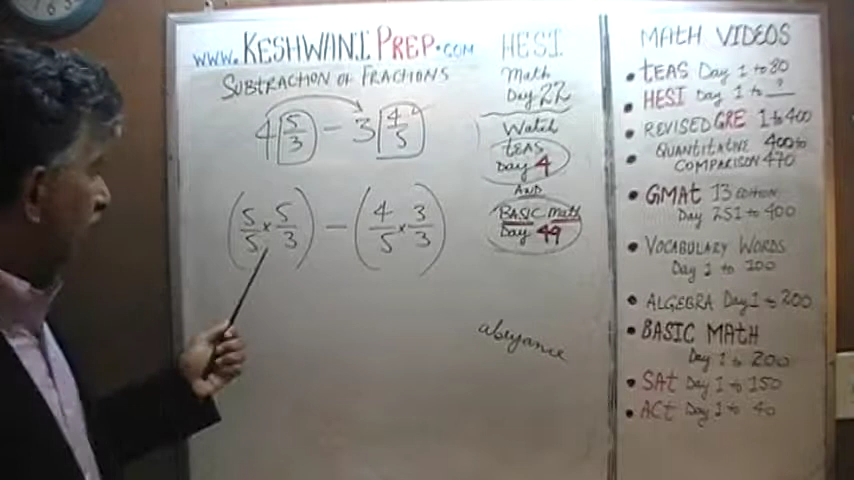 www.KESHWANIPREP.COM
SUBTRACTION OF FRACTIONS
4 5/3 - 3 4/5
(5/5 × 5/3) - (4/5 × 3/3)
HESI
Math
Day 22
Watch
TEAS
Day 4
AND
BASIC Math
Day 49
abeyance
MATH VIDEOS
• TEAS Day 1 to 80
• HESI Day 1 to ?
• REVISED GRE 1 to 400
• QUANTITATIVE 400 to
COMPARISON 470
• GMAT 13 EDITION
Day 251 to 400
• VOCABULARY WORDS
Day 1 to 100
• ALGEBRA Day 1 to 200
• BASIC MATH
Day 1 to 200
• SAT Day 1 to 150
• ACT Day 1 to 40